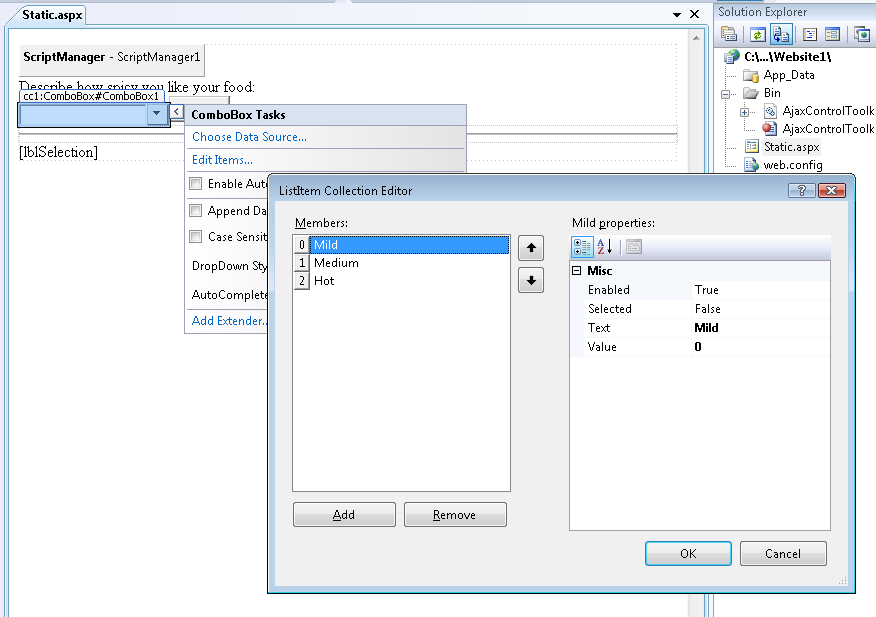 Static.aspx
ScriptManager - ScriptManager1
Describe how spicy you like your food:
cc1:ComboBox#ComboBox1
[lblSelection]
ComboBox Tasks
Choose Data Source...
Edit Items...
Enable Aut
Append Da
Case Sensit
DropDown Sty
AutoComplete
Add Extender..
ListItem Collection Editor
Members:
0 Mild
1 Medium
2 Hot
Add
Remove
Mild properties:
Misc
Enabled True
Selected False
Text Mild
Value 0
OK
Cancel
Solution Explorer
C:\...\Website1\
App_Data
Bin
AjaxControlToolk
AjaxControlToolk
Static.aspx
web.config